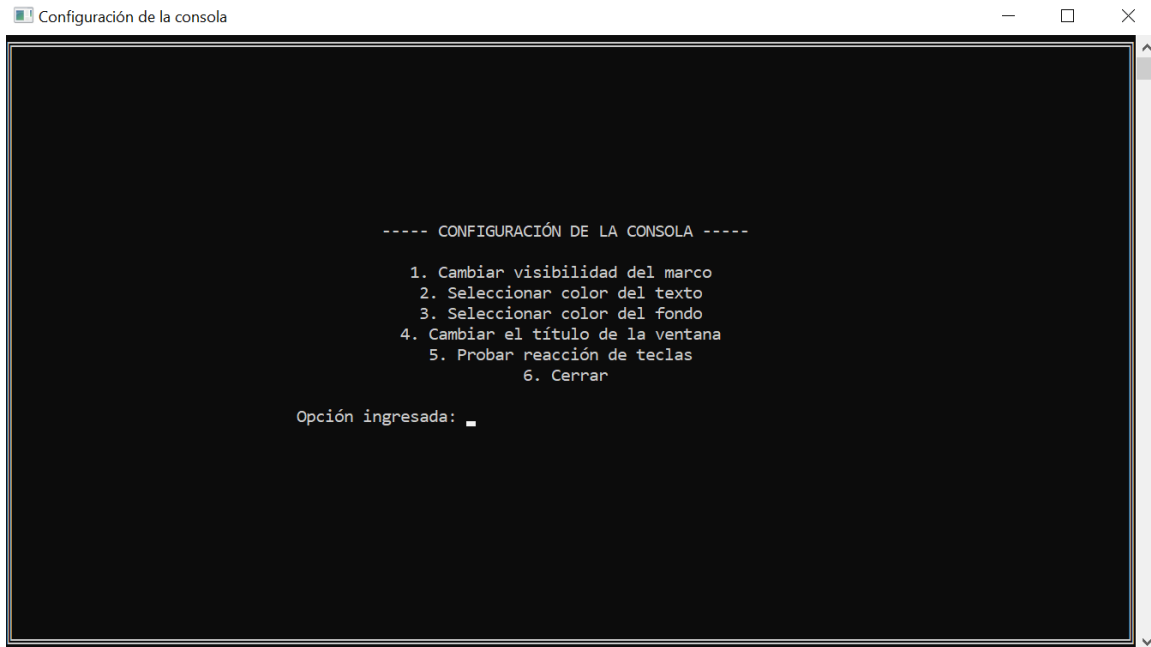 Configuración de la consola
----- CONFIGURACIÓN DE LA CONSOLA -----
1. Cambiar visibilidad del marco
2. Seleccionar color del texto
3. Seleccionar color del fondo
4. Cambiar el título de la ventana
5. Probar reacción de teclas
6. Cerrar
Opción ingresada: